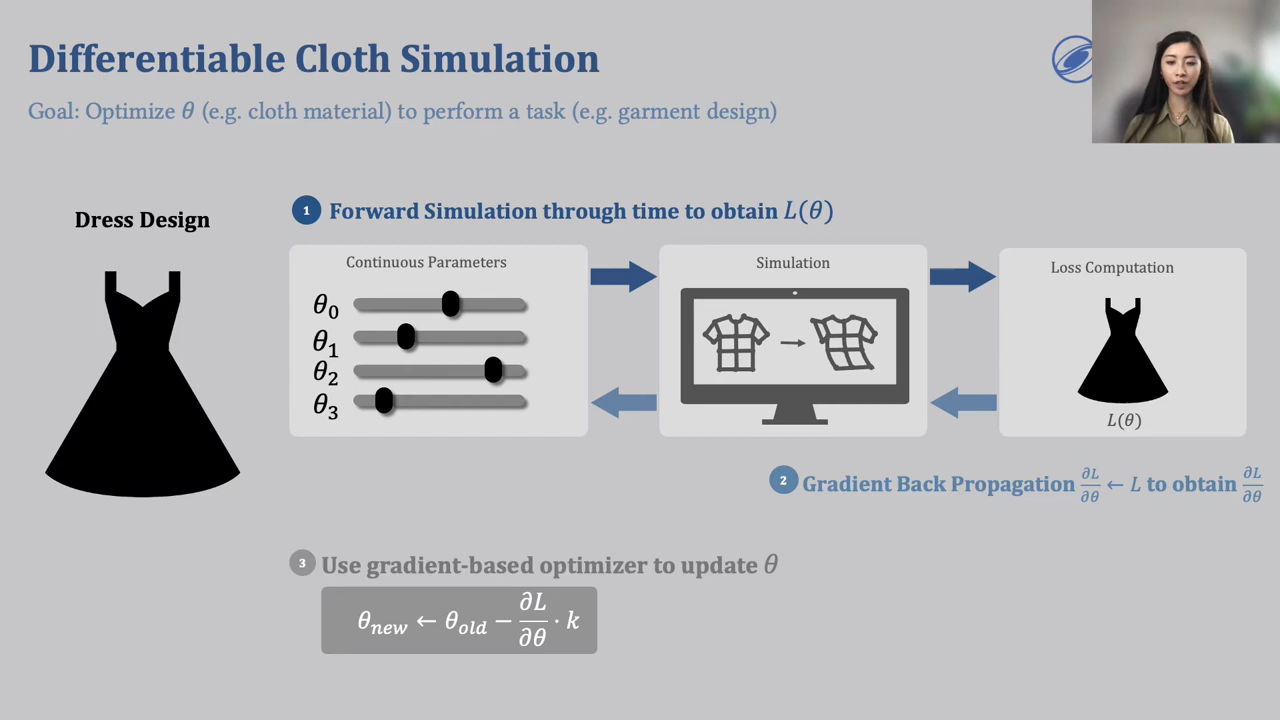 Differentiable Cloth Simulation
Goal: Optimize θ (e.g. cloth material) to perform a task (e.g. garment design)
Dress Design
1 Forward Simulation through time to obtain L(θ)
Continuous Parameters
θ₀
θ₁
θ₂
θ₃
Simulation
Loss Computation
L(θ)
2 Gradient Back Propagation ∂L/∂θ ← L to obtain ∂L/∂θ
3 Use gradient-based optimizer to update θ
θ_new ← θ_old − ∂L/∂θ · k